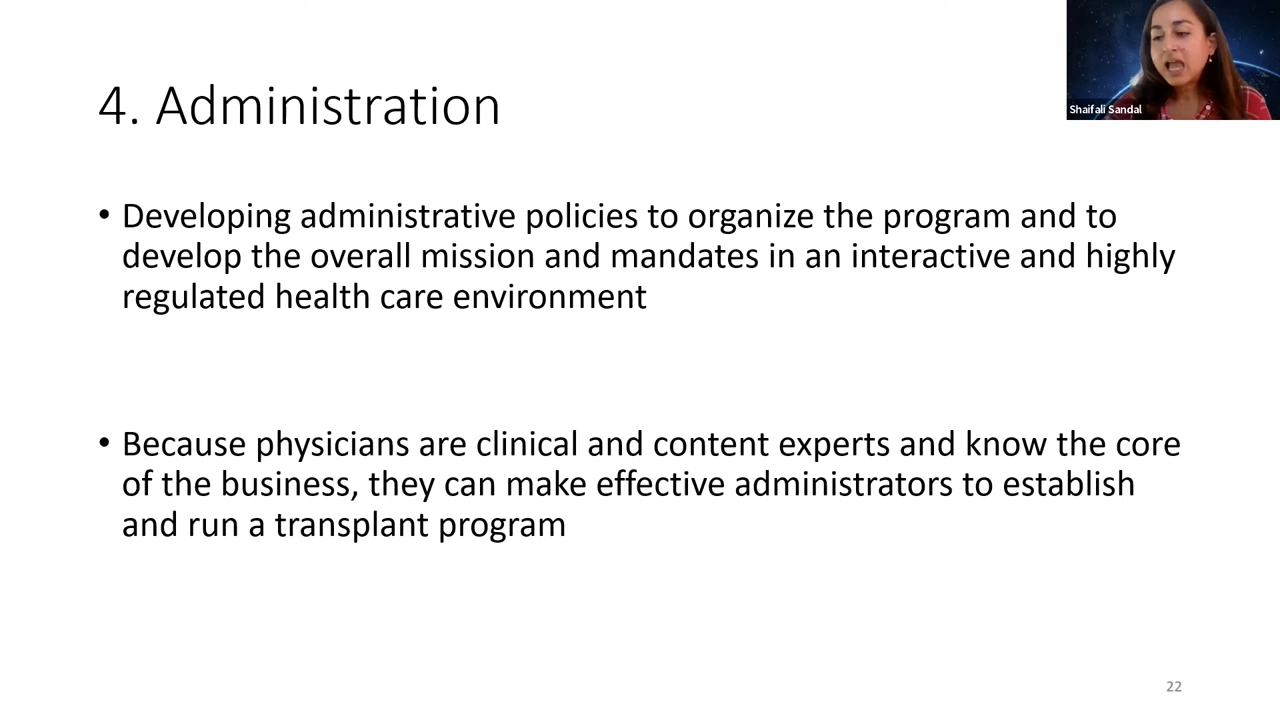 4. Administration
Shaifali Sandal
• Developing administrative policies to organize the program and to
develop the overall mission and mandates in an interactive and highly
regulated health care environment
• Because physicians are clinical and content experts and know the core
of the business, they can make effective administrators to establish
and run a transplant program
22